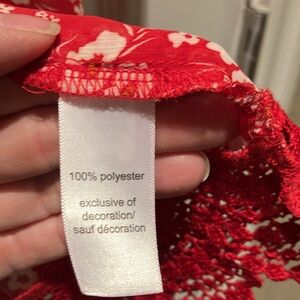 100% polyester
exclusive of
decoration/
sauf décoration